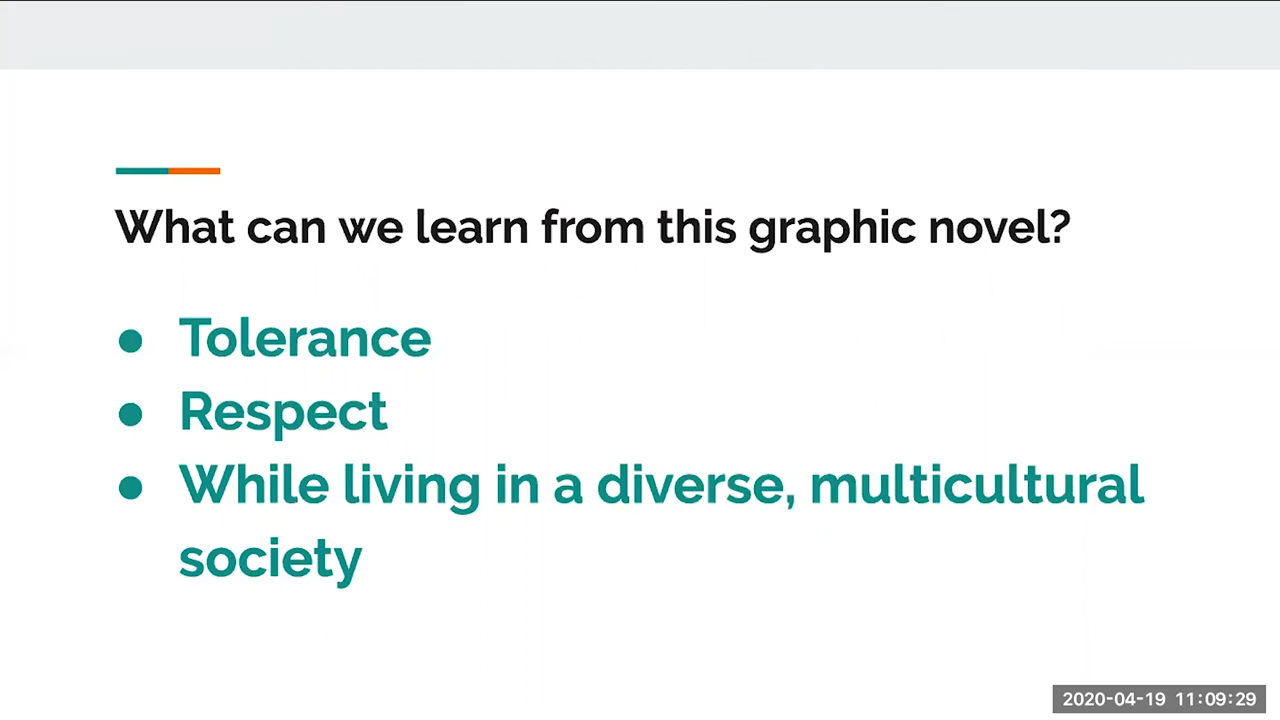 What can we learn from this graphic novel?
● Tolerance
● Respect
● While living in a diverse, multicultural
society
2020-04-19 11:09:29